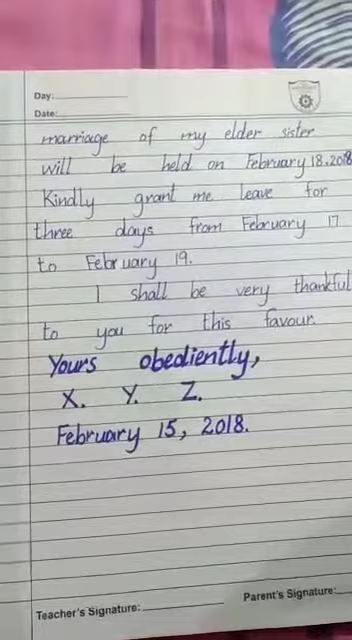 Day:
Date:
marriage of my elder sister
will be held on February 18.2018
Kindly grant me leave for
three days from February 17
to February 19.
I shall be very thankful
to you for this favour.
Yours obediently,
X. Y. Z.
February 15, 2018.
Teacher's Signature:
Parent's Signature: